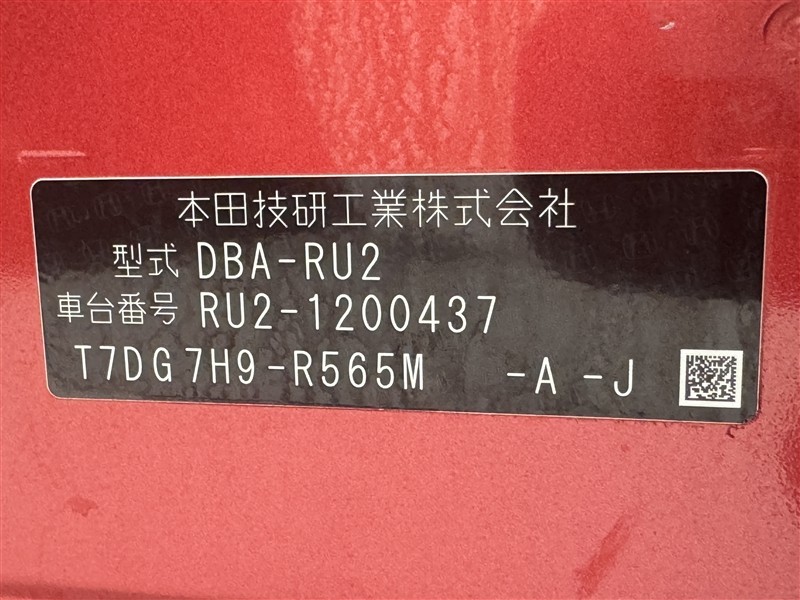 本田技研工業株式会社
型式 DBA-RU2
車台番号 RU2-1200437
T7DG7H9-R565M -A -J